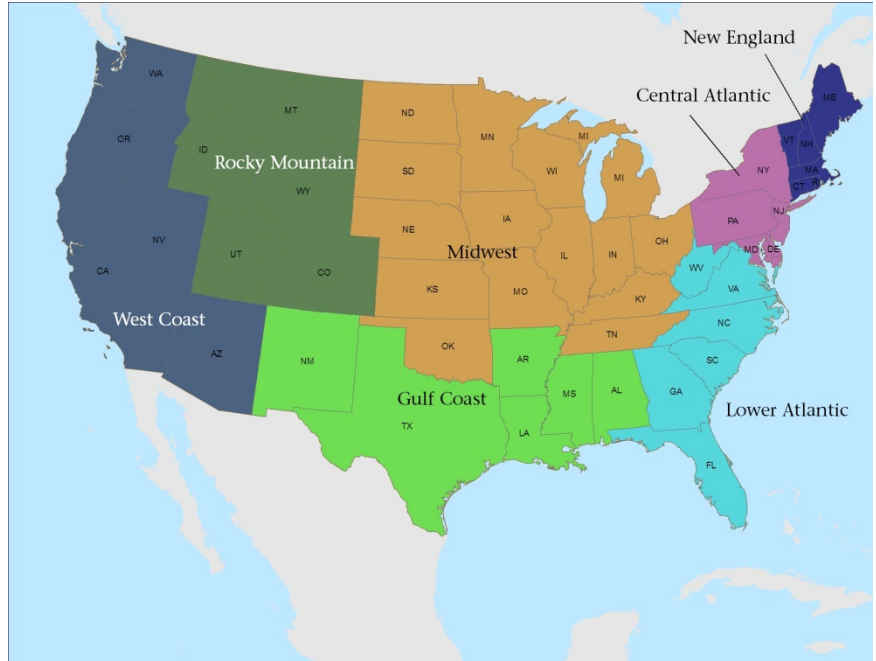 New England
Central Atlantic
WA
MT
ND
MN
ME
OR
ID
MI
VT
NH
Rocky Mountain
SD
WI
MI
NY
MA
CT
RI
WY
IA
PA
NJ
NV
NE
Midwest
OH
UT
IL
IN
MD
DE
CA
CO
WV
VA
KS
MO
KY
West Coast
NC
AZ
OK
TN
NM
AR
SC
Gulf Coast
MS
AL
GA
Lower Atlantic
TX
LA
FL